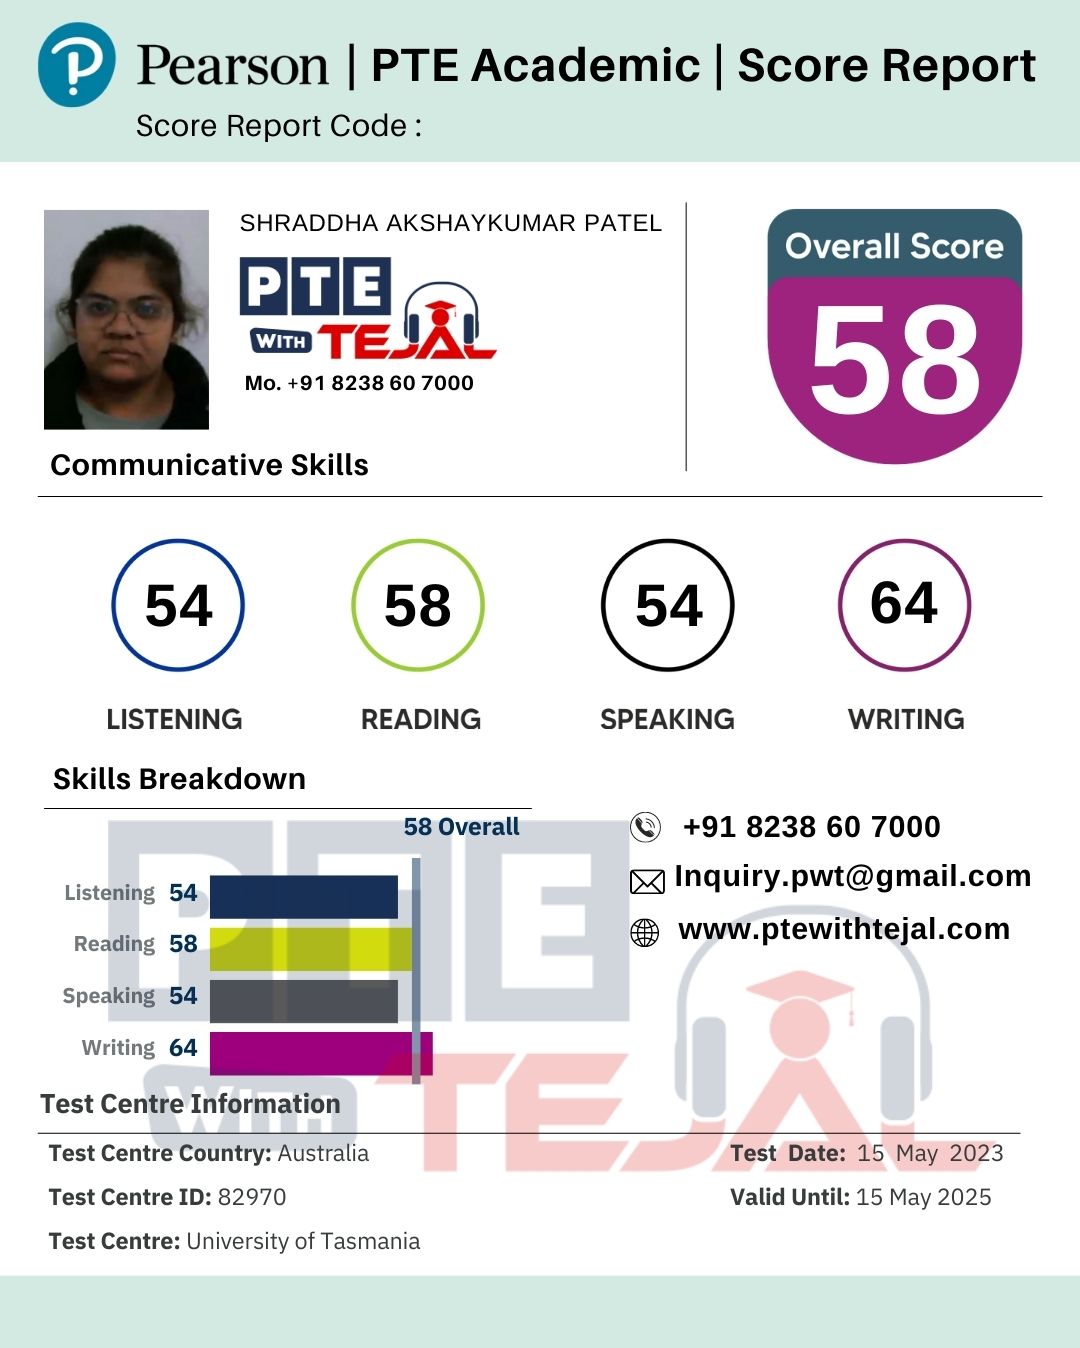 Pearson | PTE Academic | Score Report
Score Report Code :
SHRADDHA AKSHAYKUMAR PATEL
PTE
WITH TEJAL
Mo. +91 8238 60 7000
Overall Score
58
Communicative Skills
54 58 54 64
LISTENING READING SPEAKING WRITING
Skills Breakdown
58 Overall
Listening 54
Reading 58
Speaking 54
Writing 64
+91 8238 60 7000
Inquiry.pwt@gmail.com
www.ptewithtejal.com
PTE
WITH TEJAL
Test Centre Information
Test Centre Country: Australia
Test Centre ID: 82970
Test Centre: University of Tasmania
Test Date: 15 May 2023
Valid Until: 15 May 2025